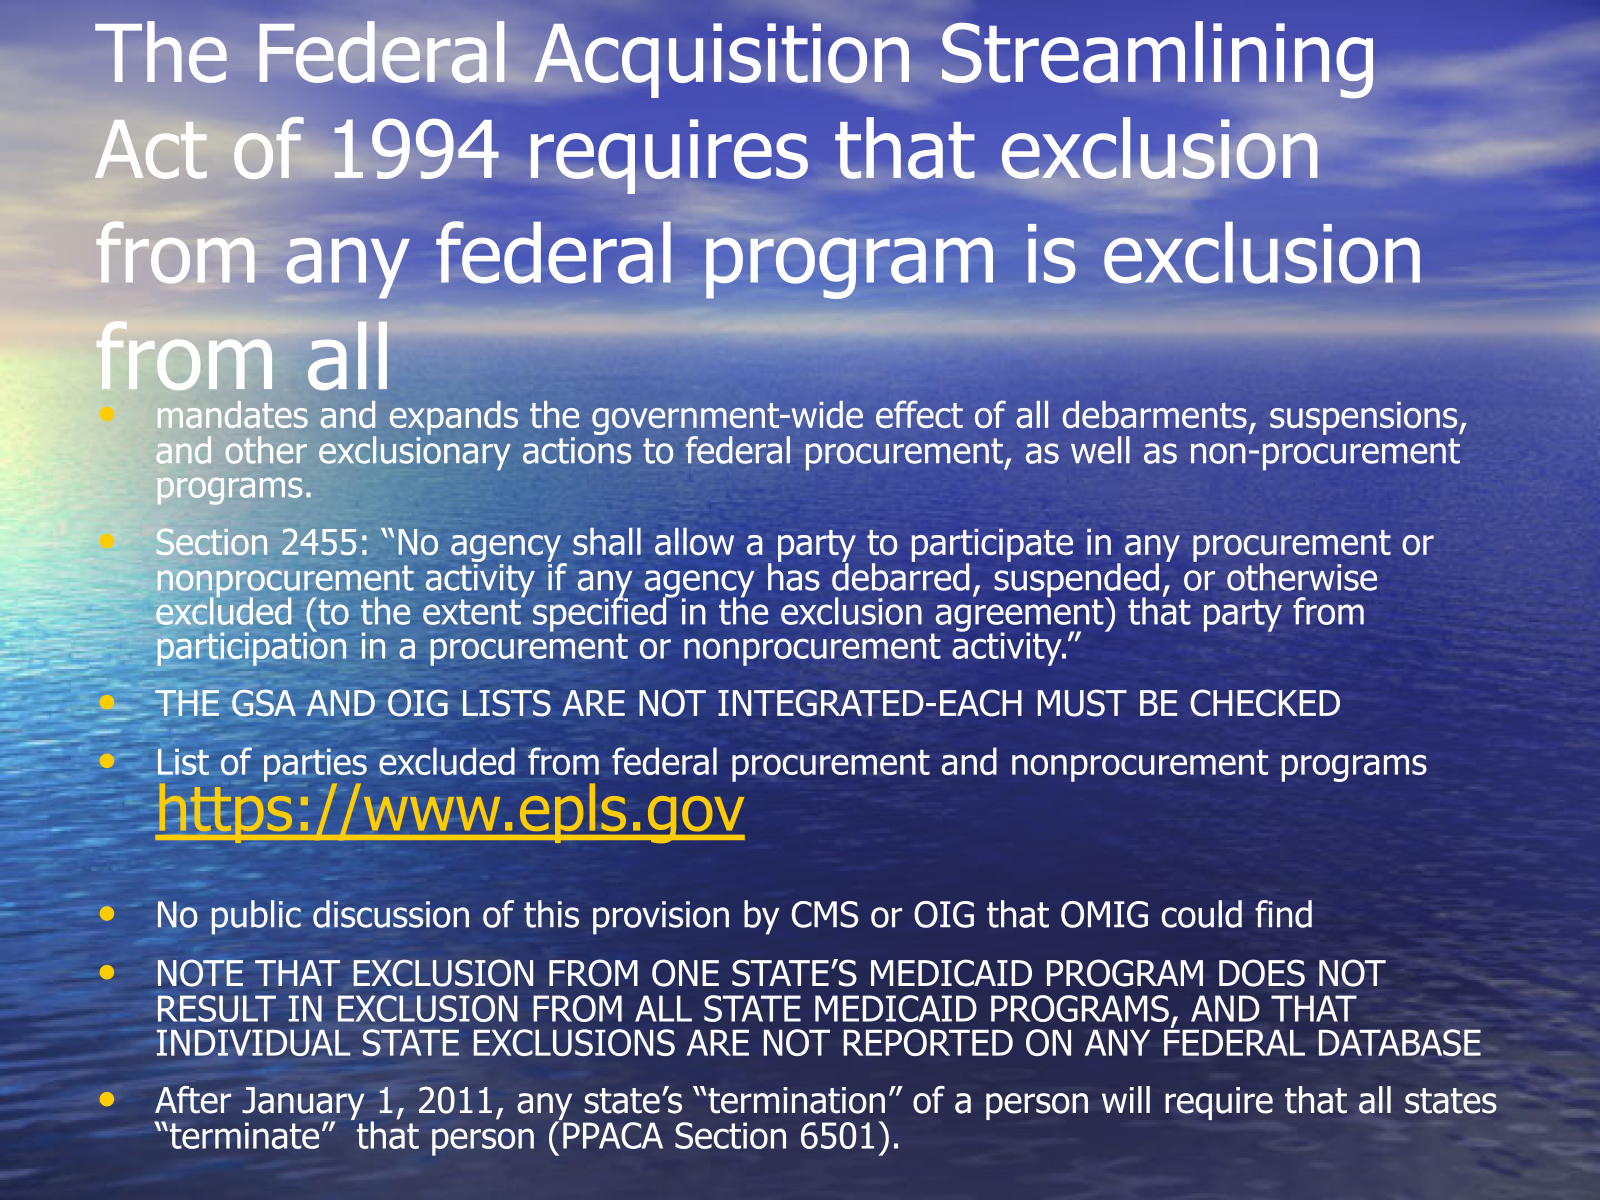 The Federal Acquisition Streamlining
Act of 1994 requires that exclusion
from any federal program is exclusion
from all
• mandates and expands the government-wide effect of all debarments, suspensions,
and other exclusionary actions to federal procurement, as well as non-procurement
programs.
• Section 2455: “No agency shall allow a party to participate in any procurement or
nonprocurement activity if any agency has debarred, suspended, or otherwise
excluded (to the extent specified in the exclusion agreement) that party from
participation in a procurement or nonprocurement activity.”
• THE GSA AND OIG LISTS ARE NOT INTEGRATED-EACH MUST BE CHECKED
• List of parties excluded from federal procurement and nonprocurement programs
https://www.epls.gov
• No public discussion of this provision by CMS or OIG that OMIG could find
• NOTE THAT EXCLUSION FROM ONE STATE’S MEDICAID PROGRAM DOES NOT
RESULT IN EXCLUSION FROM ALL STATE MEDICAID PROGRAMS, AND THAT
INDIVIDUAL STATE EXCLUSIONS ARE NOT REPORTED ON ANY FEDERAL DATABASE
• After January 1, 2011, any state’s “termination” of a person will require that all states
“terminate”  that person (PPACA Section 6501).